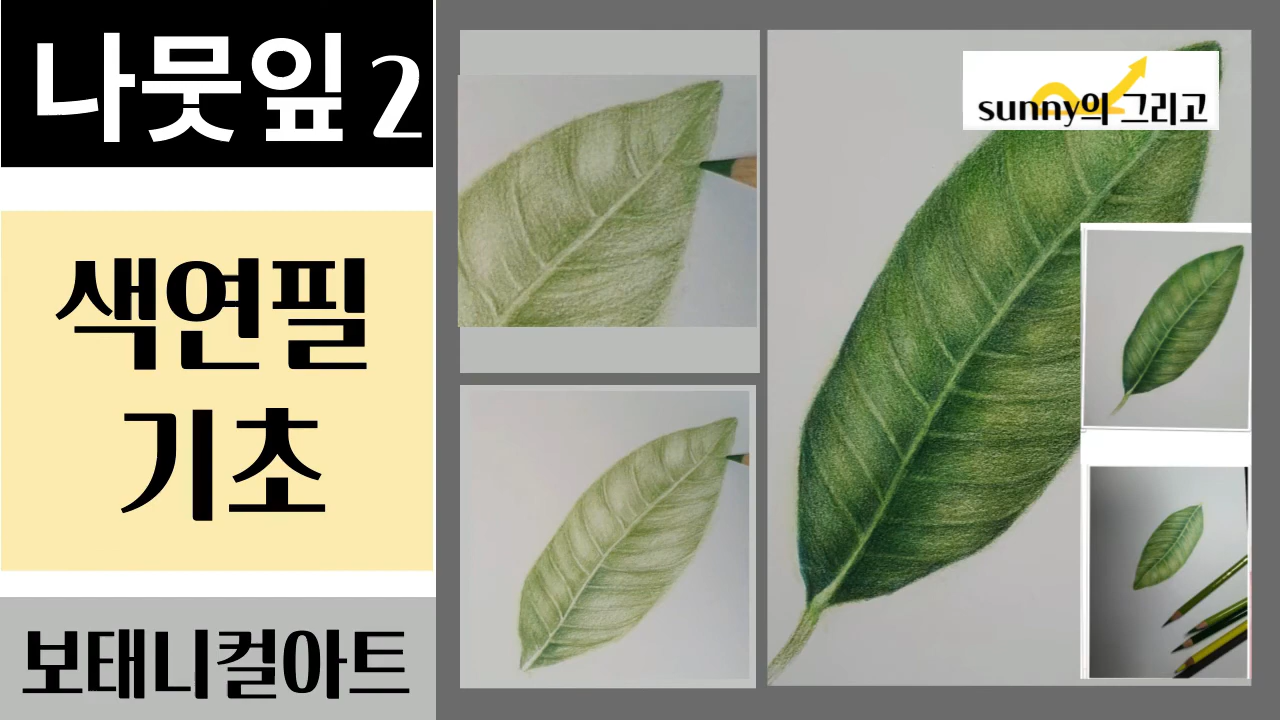 나뭇잎 2
색연필
기초
보태니컬아트
sunny의 그리고